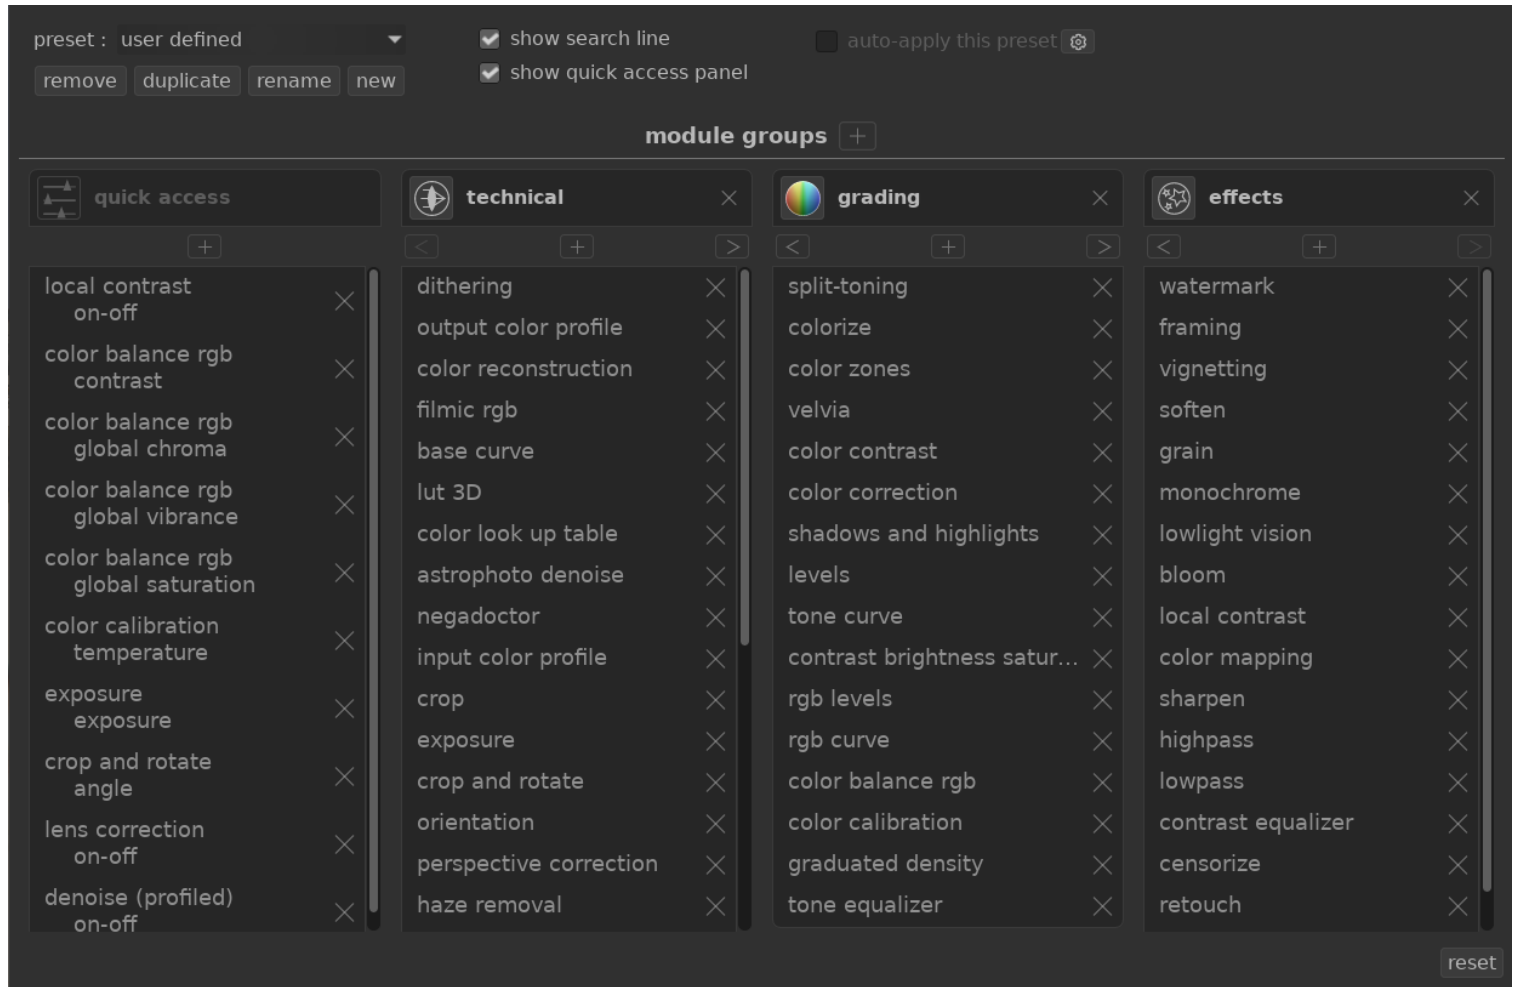 preset : user defined
remove duplicate rename new
show search line
show quick access panel
auto-apply this preset
module groups +
quick access
+
local contrast
on-off
color balance rgb
contrast
color balance rgb
global chroma
color balance rgb
global vibrance
color balance rgb
global saturation
color calibration
temperature
exposure
exposure
crop and rotate
angle
lens correction
on-off
denoise (profiled)
on-off
technical
< + >
dithering
output color profile
color reconstruction
filmic rgb
base curve
lut 3D
color look up table
astrophoto denoise
negadoctor
input color profile
crop
exposure
crop and rotate
orientation
perspective correction
haze removal
grading
< + >
split-toning
colorize
color zones
velvia
color contrast
color correction
shadows and highlights
levels
tone curve
contrast brightness satur...
rgb levels
rgb curve
color balance rgb
color calibration
graduated density
tone equalizer
effects
< + >
watermark
framing
vignetting
soften
grain
monochrome
lowlight vision
bloom
local contrast
color mapping
sharpen
highpass
lowpass
contrast equalizer
censorize
retouch
reset